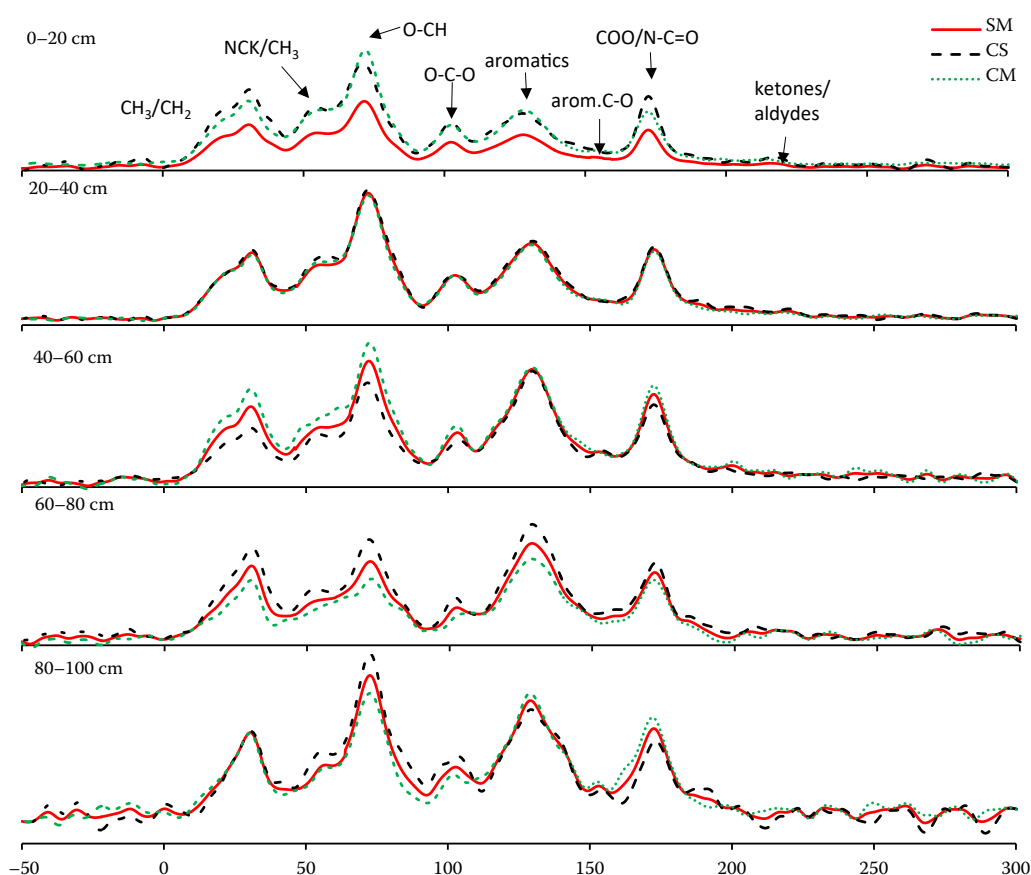 0–20 cm
NCK/CH₃
O-CH
COO/N-C=O
SM
CS
CM
CH₃/CH₂
O-C-O
aromatics
arom.C-O
ketones/
aldydes
20–40 cm
40–60 cm
60–80 cm
80–100 cm
−50 0 50 100 150 200 250 300